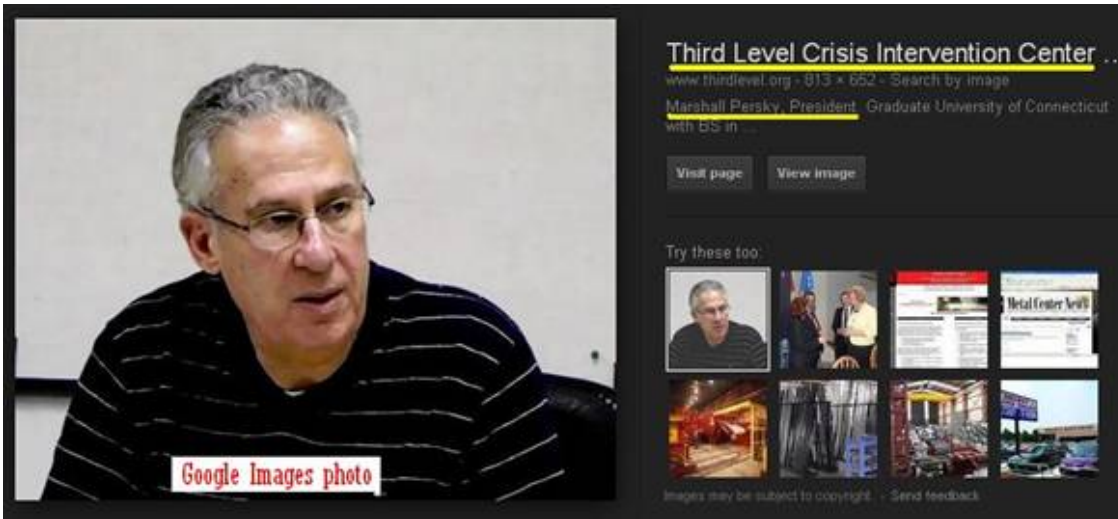 Third Level Crisis Intervention Center ...
www.thirdlevel.org - 813 × 652 - Search by image
Marshall Persky, President, Graduate University of Connecticut
with BS in ...
Visit page View image
Try these too:
Metal Center News
Google Images photo
Images may be subject to copyright. - Send feedback